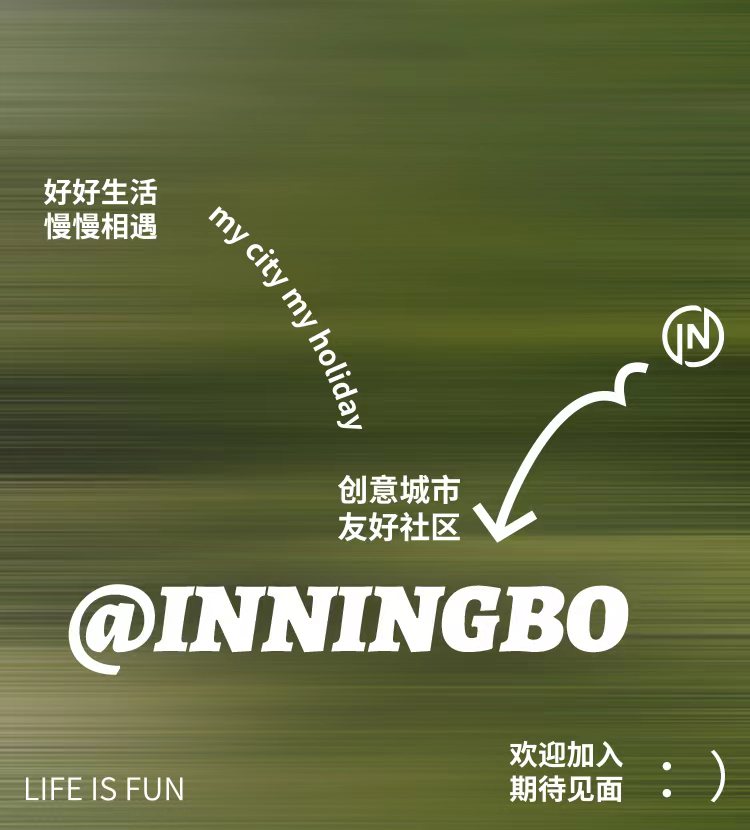 好好生活
慢慢相遇
my city my holiday
IN
创意城市
友好社区
@INNINGBO
欢迎加入
期待见面
: )
LIFE IS FUN